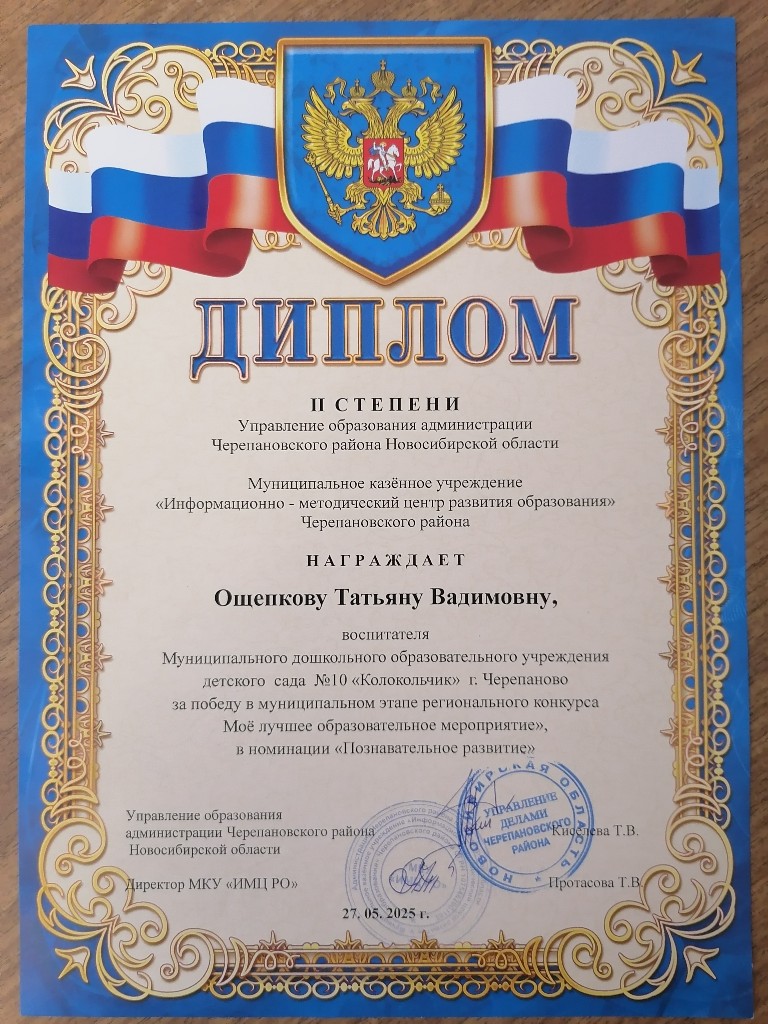 ДИПЛОМ
II СТЕПЕНИ
Управление образования администрации
Черепановского района Новосибирской области
Муниципальное казённое учреждение
«Информационно - методический центр развития образования»
Черепановского района
НАГРАЖДАЕТ
Ощепкову Татьяну Вадимовну,
воспитателя
Муниципального дошкольного образовательного учреждения
детского сада №10 «Колокольчик» г. Черепаново
за победу в муниципальном этапе регионального конкурса
Моё лучшее образовательное мероприятие»,
в номинации «Познавательное развитие»
Управление образования
администрации Черепановского района Киселева Т.В.
Новосибирской области
Директор МКУ «ИМЦ РО» Протасова Т.В.
27. 05. 2025 г.
НОВОСИБИРСКАЯ ОБЛАСТЬ
УПРАВЛЕНИЕ
ДЕЛАМИ
ЧЕРЕПАНОВСКОГО
РАЙОНА